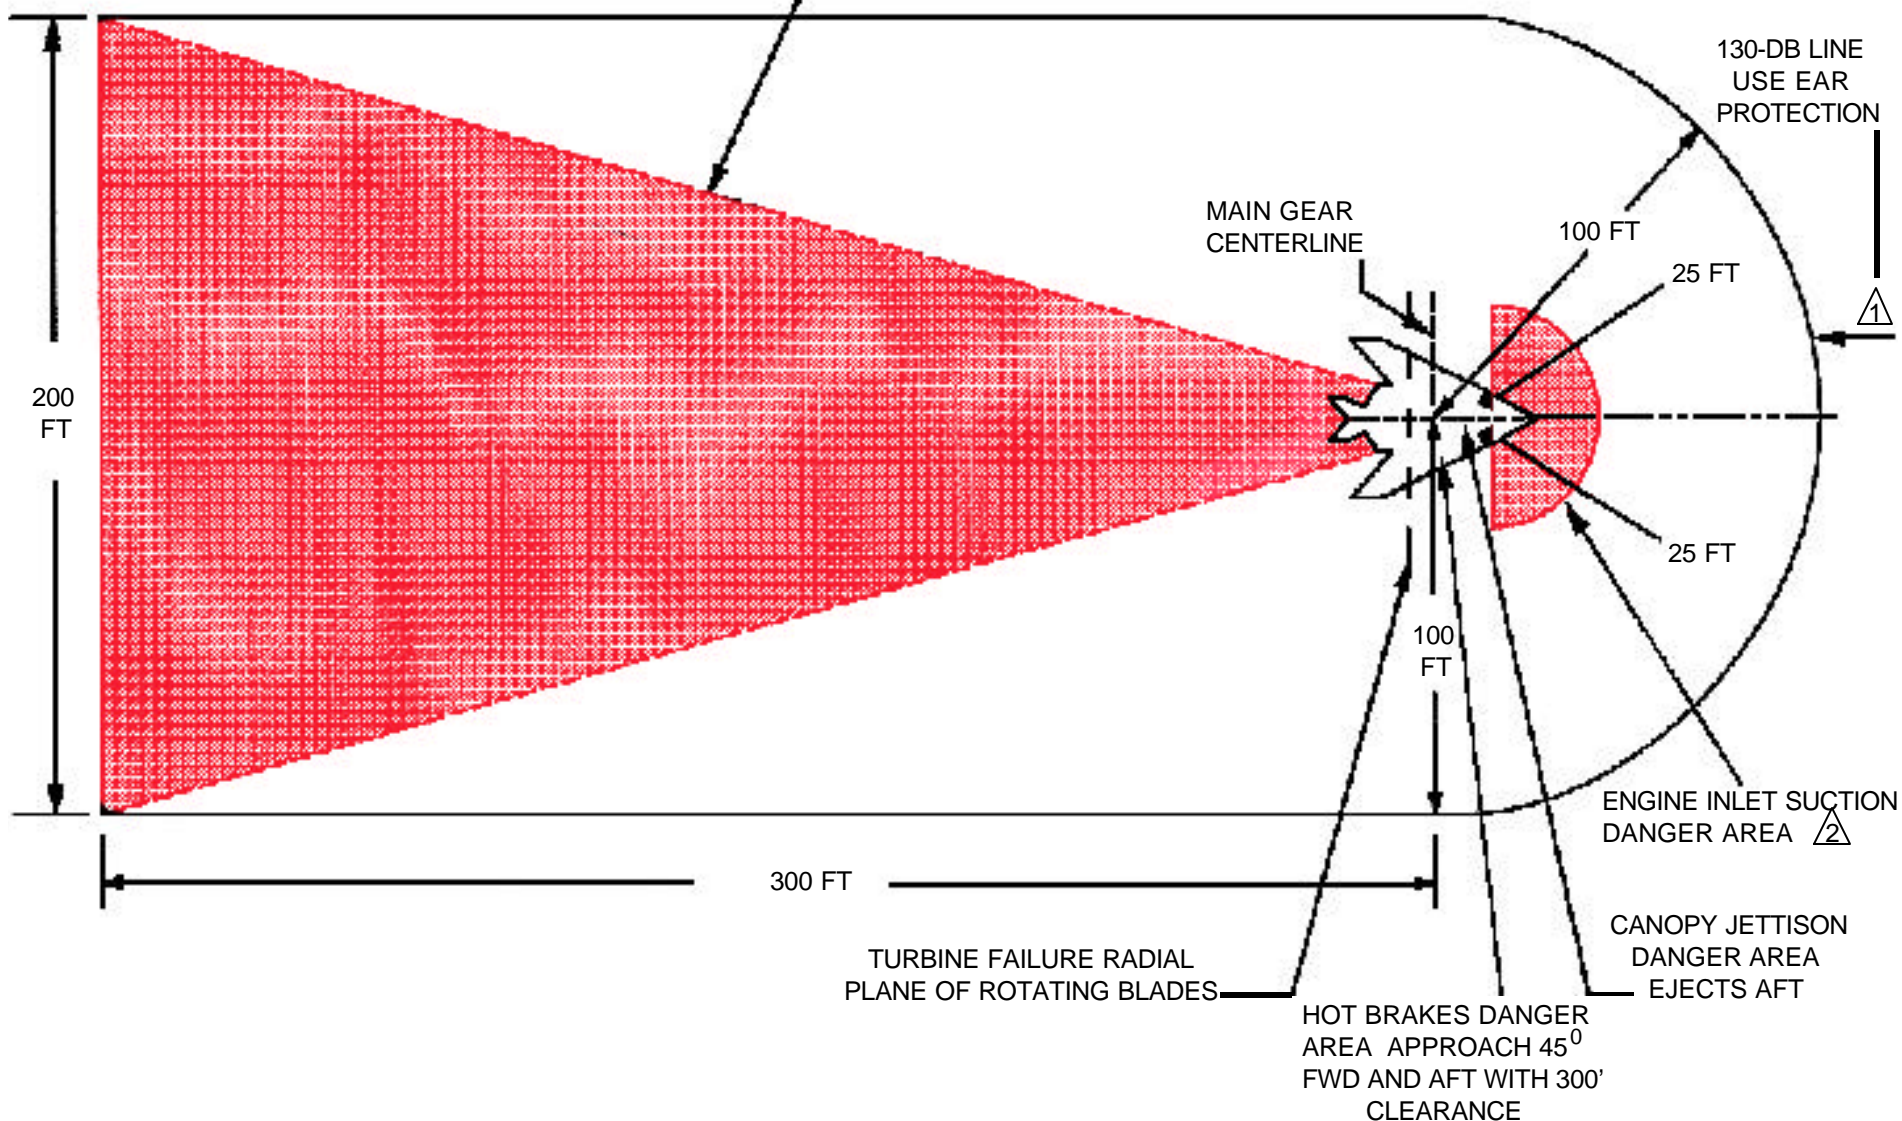 130-DB LINE
USE EAR
PROTECTION
MAIN GEAR
CENTERLINE
100 FT
25 FT
1
200
FT
25 FT
100
FT
ENGINE INLET SUCTION
DANGER AREA 2
300 FT
CANOPY JETTISON
DANGER AREA
EJECTS AFT
TURBINE FAILURE RADIAL
PLANE OF ROTATING BLADES
HOT BRAKES DANGER
AREA APPROACH 45⁰
FWD AND AFT WITH 300'
CLEARANCE